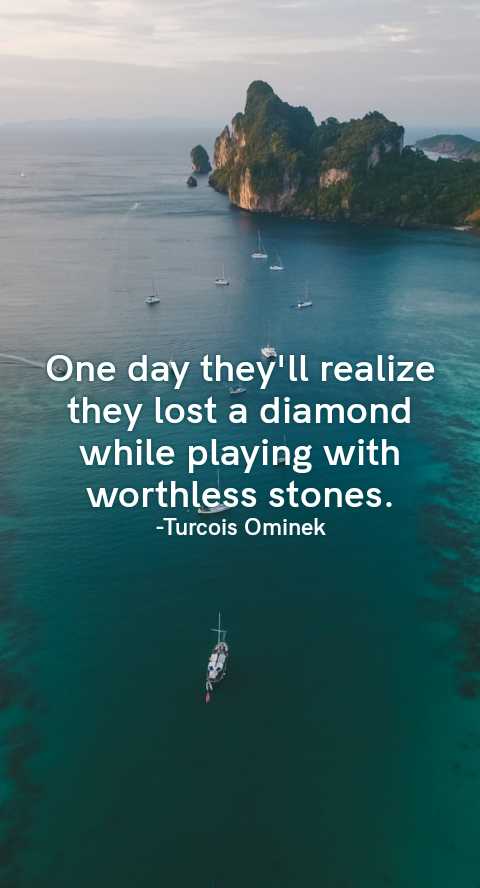 One day they'll realize
they lost a diamond
while playing with
worthless stones.
-Turcois Ominek